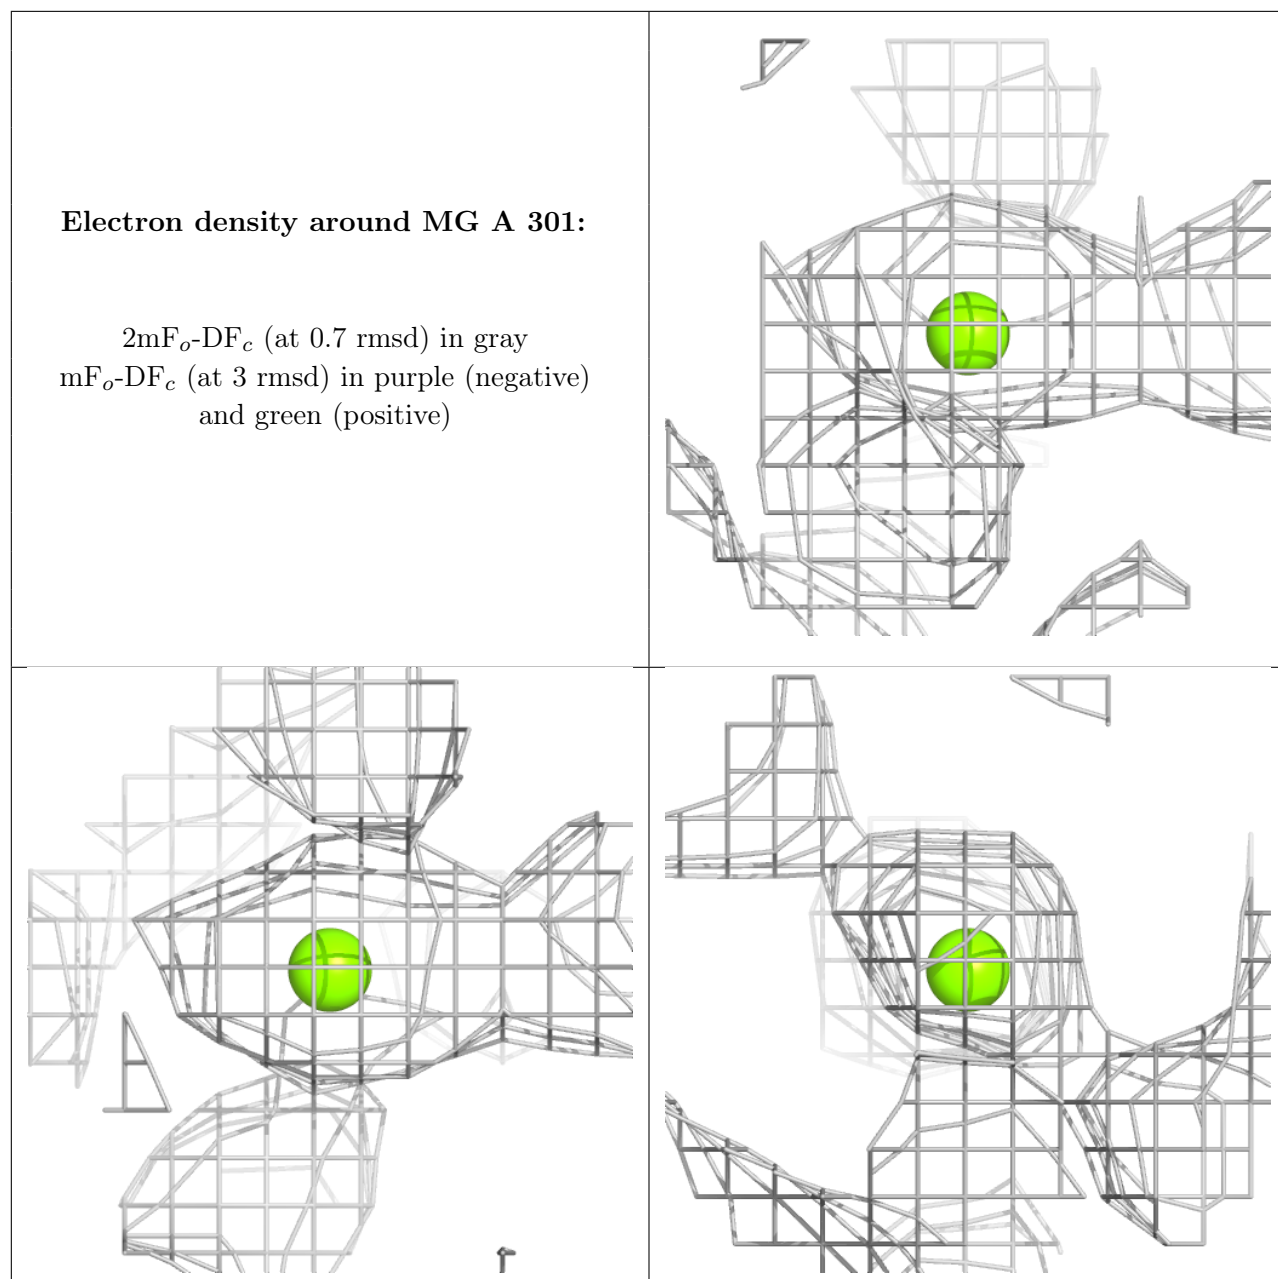 Electron density around MG A 301:
2mFₒ-DF𝒸 (at 0.7 rmsd) in gray
mFₒ-DF𝒸 (at 3 rmsd) in purple (negative)
and green (positive)